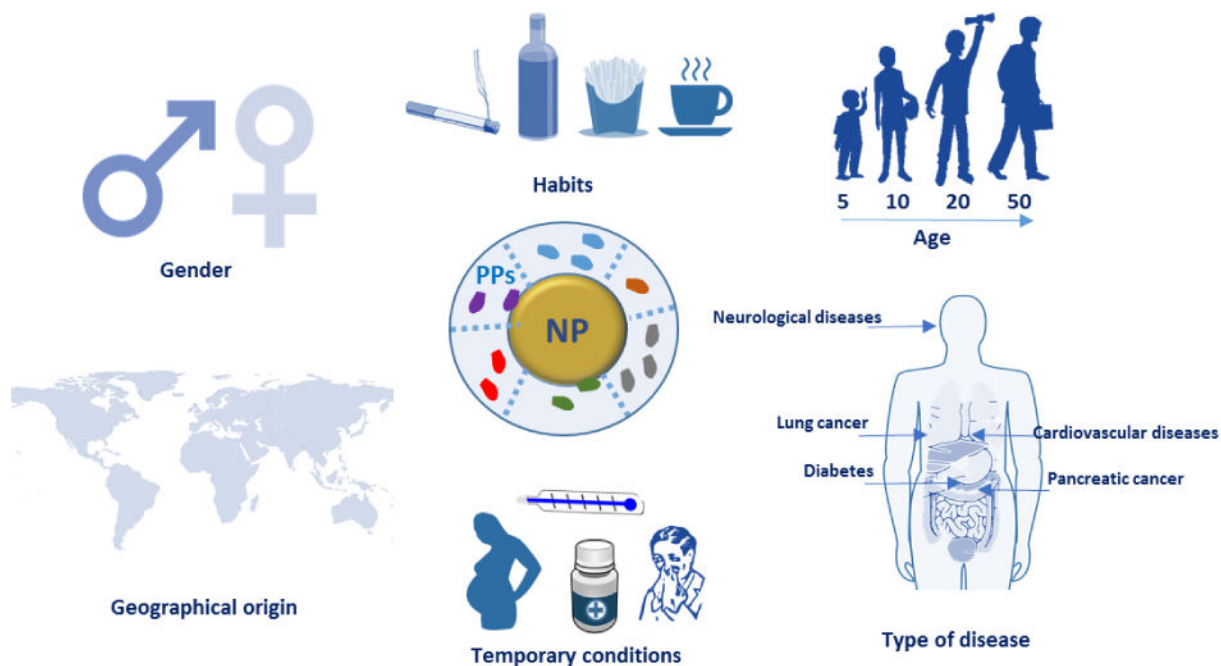 Habits
5 10 20 50
Age
Gender
PPs
NP
Neurological diseases
Lung cancer
Cardiovascular diseases
Diabetes
Pancreatic cancer
Geographical origin
Temporary conditions
Type of disease